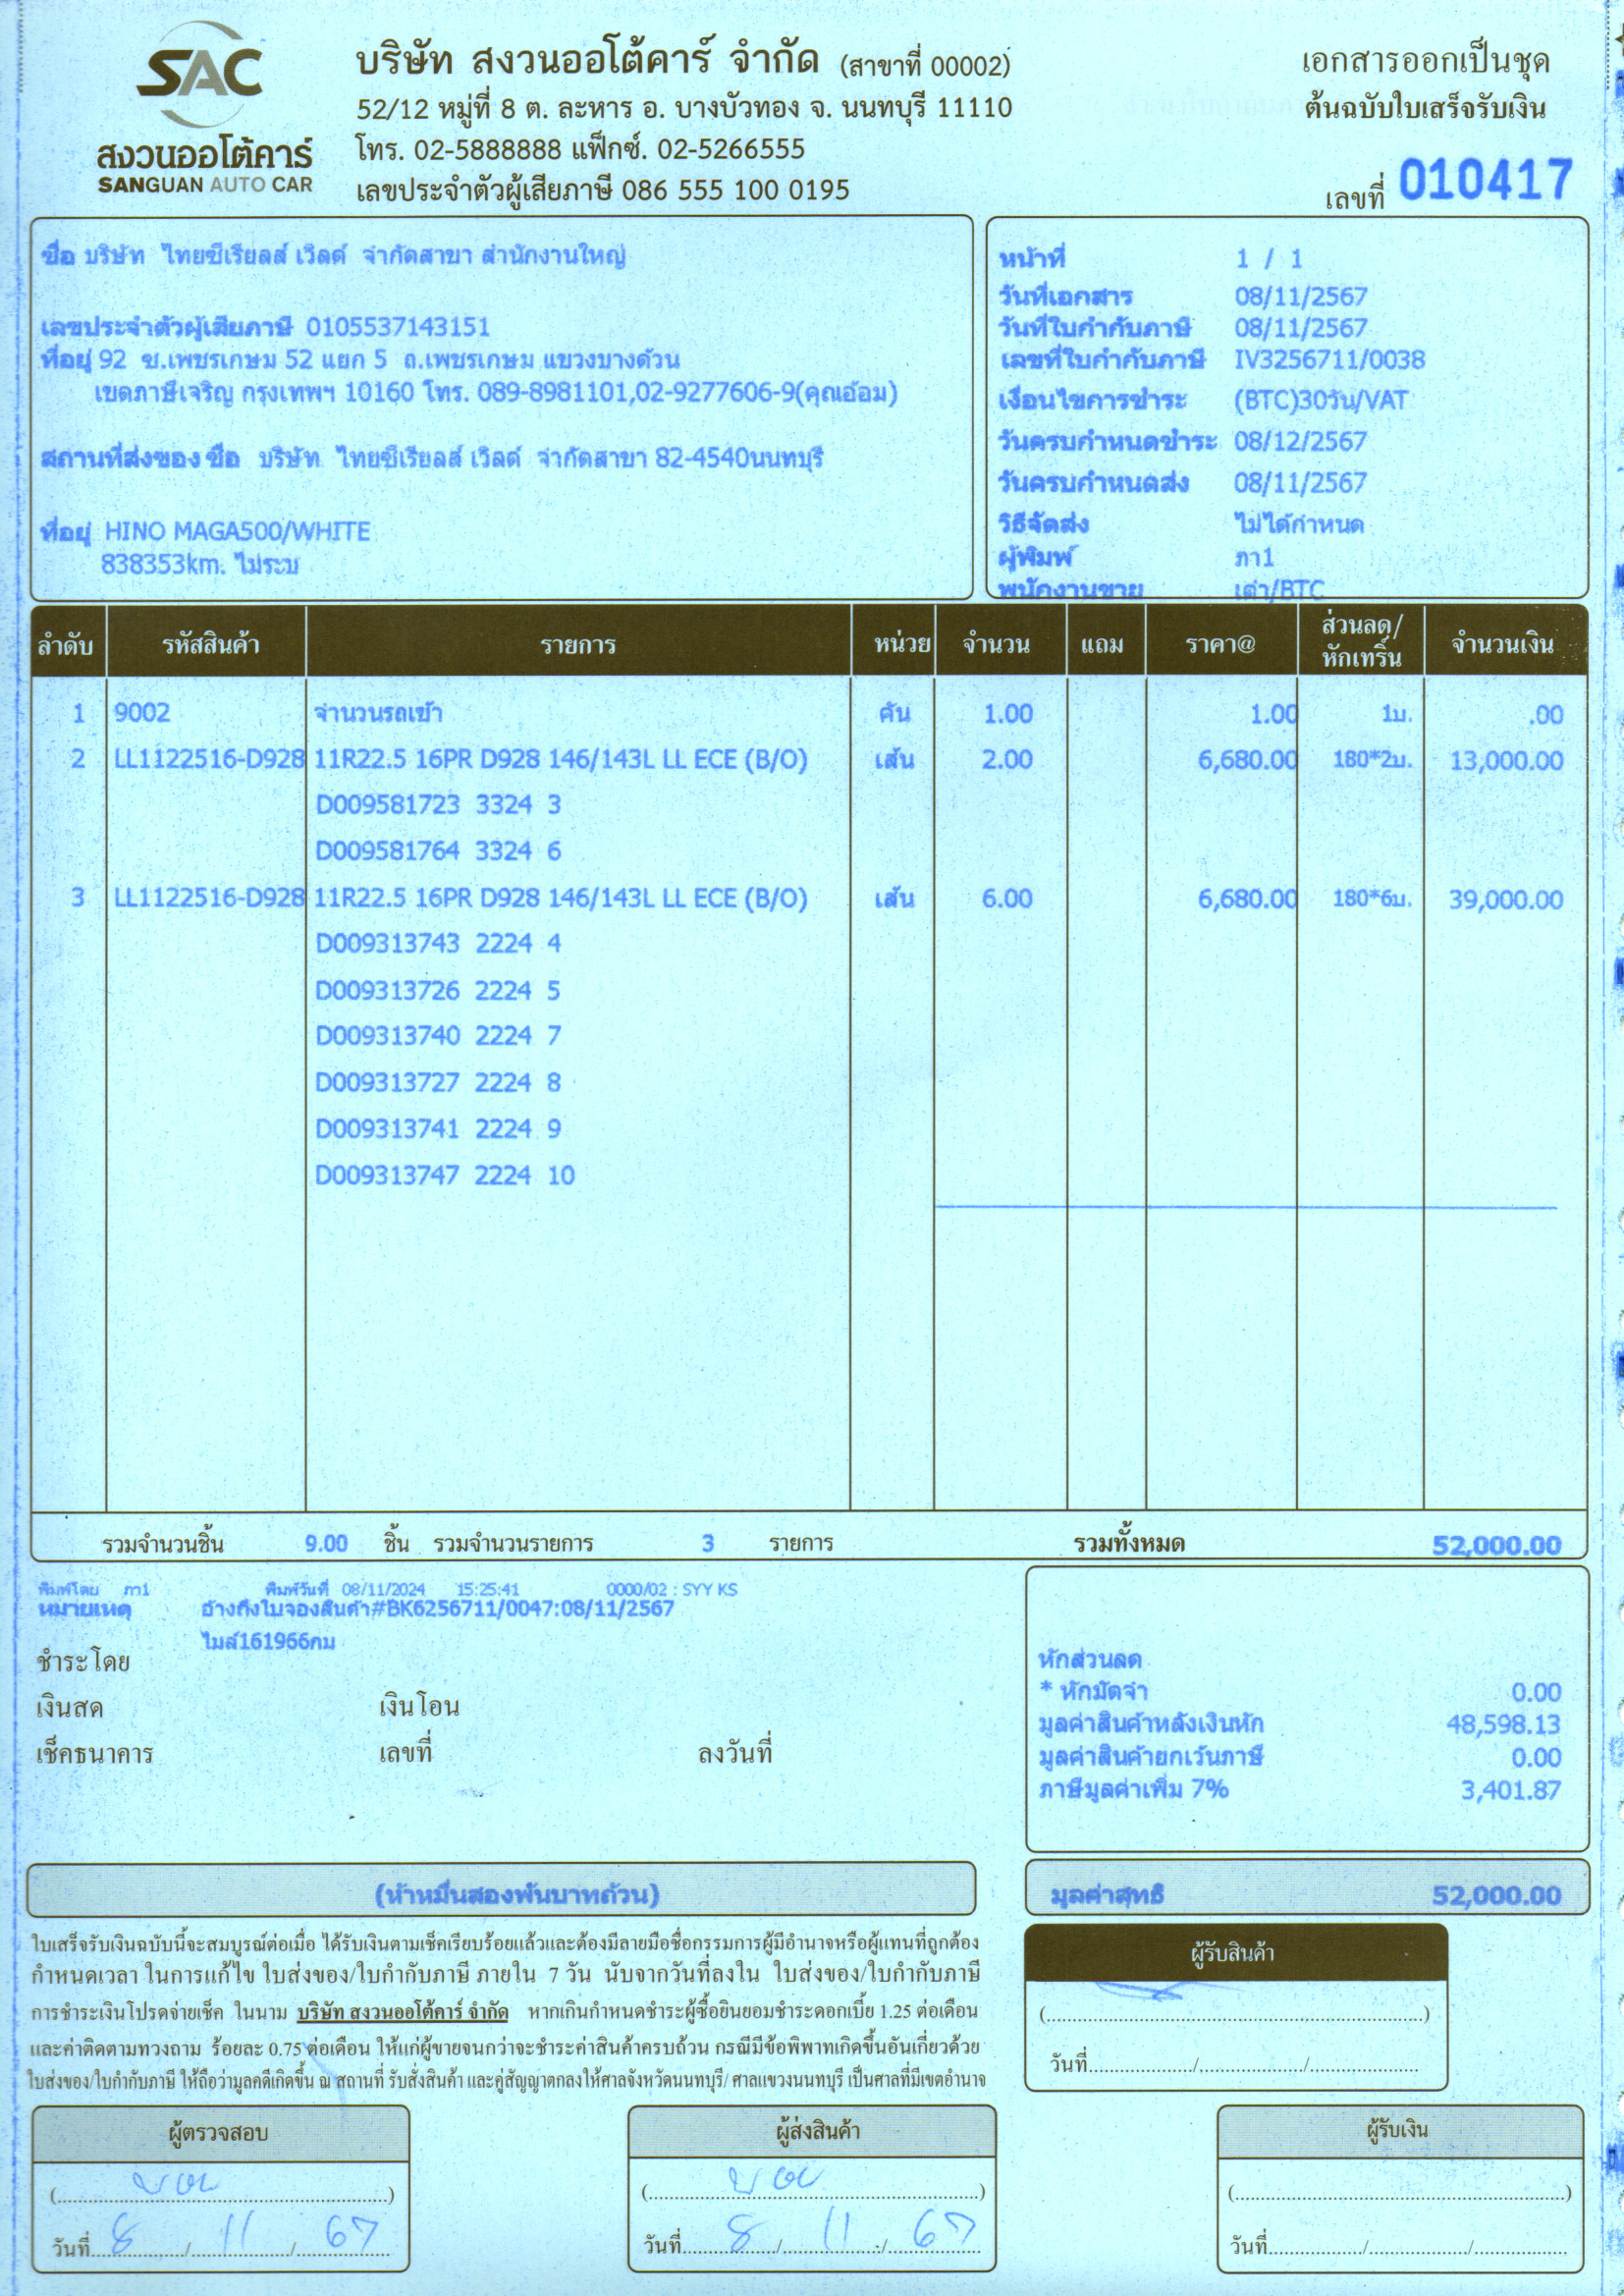 SAC
สงวนออโต้คาร์
SANGUAN AUTO CAR
บริษัท สงวนออโต้คาร์ จำกัด (สาขาที่ 00002)
52/12 หมู่ที่ 8 ต. ละหาร อ. บางบัวทอง จ. นนทบุรี 11110
โทร. 02-5888888 แฟ็กซ์. 02-5266555
เลขประจำตัวผู้เสียภาษี 086 555 100 0195
เอกสารออกเป็นชุด
ต้นฉบับใบเสร็จรับเงิน
เลขที่ 010417
ชื่อ บริษัท ไทยซีเรียลส์ เวิลด์ จำกัดสาขา สำนักงานใหญ่
เลขประจำตัวผู้เสียภาษี 0105537143151
ที่อยู่ 92 ซ.เพชรเกษม 52 แยก 5 ถ.เพชรเกษม แขวงบางด้วน
เขตภาษีเจริญ กรุงเทพฯ 10160 โทร. 089-8981101,02-9277606-9(คุณอ้อม)
สถานที่ส่งของ ชื่อ บริษัท ไทยซีเรียลส์ เวิลด์ จำกัดสาขา 82-4540นนทบุรี
ที่อยู่ HINO MAGA500/WHITE
838353km. ไม่ระบ
หน้าที่ 1 / 1
วันที่เอกสาร 08/11/2567
วันที่ใบกำกับภาษี 08/11/2567
เลขที่ใบกำกับภาษี IV3256711/0038
เงื่อนไขการชำระ (BTC)30วัน/VAT
วันครบกำหนดชำระ 08/12/2567
วันครบกำหนดส่ง 08/11/2567
วิธีจัดส่ง ไม่ได้กำหนด
ผู้พิมพ์ ภา1
พนักงานขาย เต่า/BTC
ลำดับ รหัสสินค้า รายการ หน่วย จำนวน แถม ราคา@ ส่วนลด/หักเทริ์น จำนวนเงิน
1 9002 จำนวนรถเข้า คัน 1.00 1.00 1บ. .00
2 LL1122516-D928 11R22.5 16PR D928 146/143L LL ECE (B/O) เส้น 2.00 6,680.00 180*2บ. 13,000.00
D009581723 3324 3
D009581764 3324 6
3 LL1122516-D928 11R22.5 16PR D928 146/143L LL ECE (B/O) เส้น 6.00 6,680.00 180*6บ. 39,000.00
D009313743 2224 4
D009313726 2224 5
D009313740 2224 7
D009313727 2224 8
D009313741 2224 9
D009313747 2224 10
รวมจำนวนชิ้น 9.00 ชิ้น รวมจำนวนรายการ 3 รายการ รวมทั้งหมด 52,000.00
พิมพ์โดย ภา1 พิมพ์วันที่ 08/11/2024 15:25:41 0000/02 : SYY KS
หมายเหตุ อ้างถึงใบจองสินค้า#BK6256711/0047:08/11/2567
ไมล์161966กม
ชำระโดย
เงินสด เงินโอน
เช็คธนาคาร เลขที่ ลงวันที่
หักส่วนลด
* หักมัดจำ 0.00
มูลค่าสินค้าหลังเงินหัก 48,598.13
มูลค่าสินค้ายกเว้นภาษี 0.00
ภาษีมูลค่าเพิ่ม 7% 3,401.87
(ห้าหมื่นสองพันบาทถ้วน)
มูลค่าสุทธิ 52,000.00
ใบเสร็จรับเงินฉบับนี้จะสมบูรณ์ต่อเมื่อ ได้รับเงินตามเช็คเรียบร้อยแล้วและต้องมีลายมือชื่อกรรมการผู้มีอำนาจหรือผู้แทนที่ถูกต้อง
กำหนดเวลา ในการแก้ไข ใบส่งของ/ใบกำกับภาษี ภายใน 7 วัน นับจากวันที่ลงใน ใบส่งของ/ใบกำกับภาษี
การชำระเงินโปรดจ่ายเช็ค ในนาม บริษัท สงวนออโต้คาร์ จำกัด หากเกินกำหนดชำระผู้ซื้อยินยอมชำระดอกเบี้ย 1.25 ต่อเดือน
และค่าติดตามทวงถาม ร้อยละ 0.75 ต่อเดือน ให้แก่ผู้ขายจนกว่าจะชำระค่าสินค้าครบถ้วน กรณีมีข้อพิพาทเกิดขึ้นอันเกี่ยวด้วย
ใบส่งของ/ใบกำกับภาษี ให้ถือว่ามูลคดีเกิดขึ้น ณ สถานที่ รับสั่งสินค้า และคู่สัญญาตกลงให้ศาลจังหวัดนนทบุรี/ ศาลแขวงนนทบุรี เป็นศาลที่มีเขตอำนาจ
ผู้รับสินค้า
(....................)
วันที่........../........../..........
ผู้ตรวจสอบ
วันที่ 8 / 11 / 67
ผู้ส่งสินค้า
วันที่ 8 / 11 / 67
ผู้รับเงิน
(....................)
วันที่........../........../..........